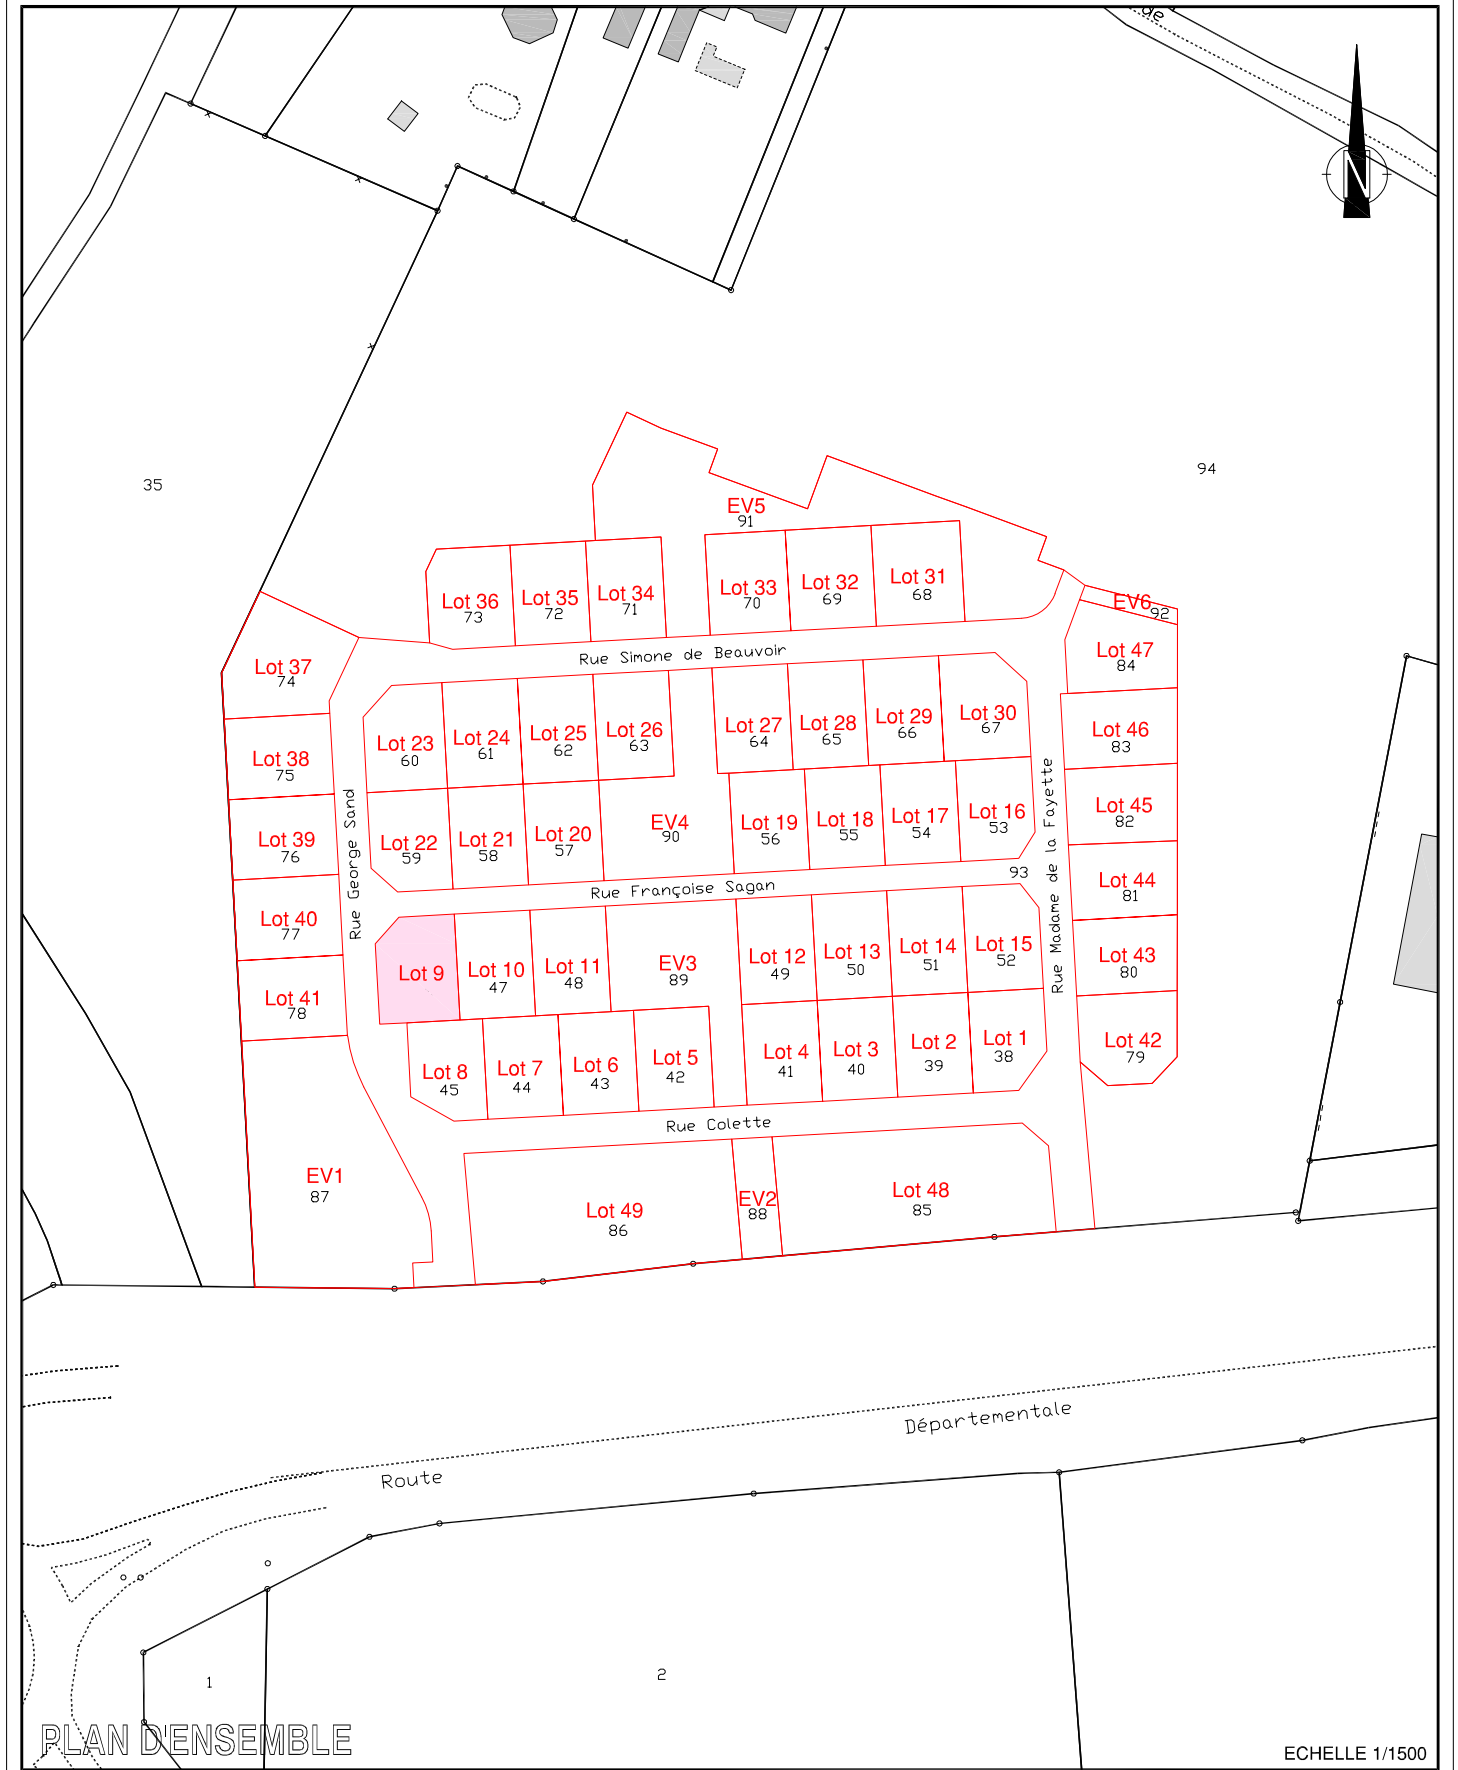 de
N
94
35
EV5
91
Lot 36
73
Lot 35
72
Lot 34
71
Lot 33
70
Lot 32
69
Lot 31
68
EV6
92
Rue Simone de Beauvoir
Lot 37
74
Lot 47
84
Lot 23
60
Lot 24
61
Lot 25
62
Lot 26
63
Lot 27
64
Lot 28
65
Lot 29
66
Lot 30
67
Lot 46
83
Lot 38
75
Rue George Sand
Rue Madame de la Fayette
Lot 22
59
Lot 21
58
Lot 20
57
EV4
90
Lot 19
56
Lot 18
55
Lot 17
54
Lot 16
53
Lot 45
82
Lot 39
76
Rue Françoise Sagan
93
Lot 44
81
Lot 40
77
Lot 9
Lot 10
47
Lot 11
48
EV3
89
Lot 12
49
Lot 13
50
Lot 14
51
Lot 15
52
Lot 43
80
Lot 41
78
Lot 8
45
Lot 7
44
Lot 6
43
Lot 5
42
Lot 4
41
Lot 3
40
Lot 2
39
Lot 1
38
Lot 42
79
Rue Colette
EV1
87
Lot 49
86
EV2
88
Lot 48
85
Route Départementale
1
2
PLAN D'ENSEMBLE
ECHELLE 1/1500